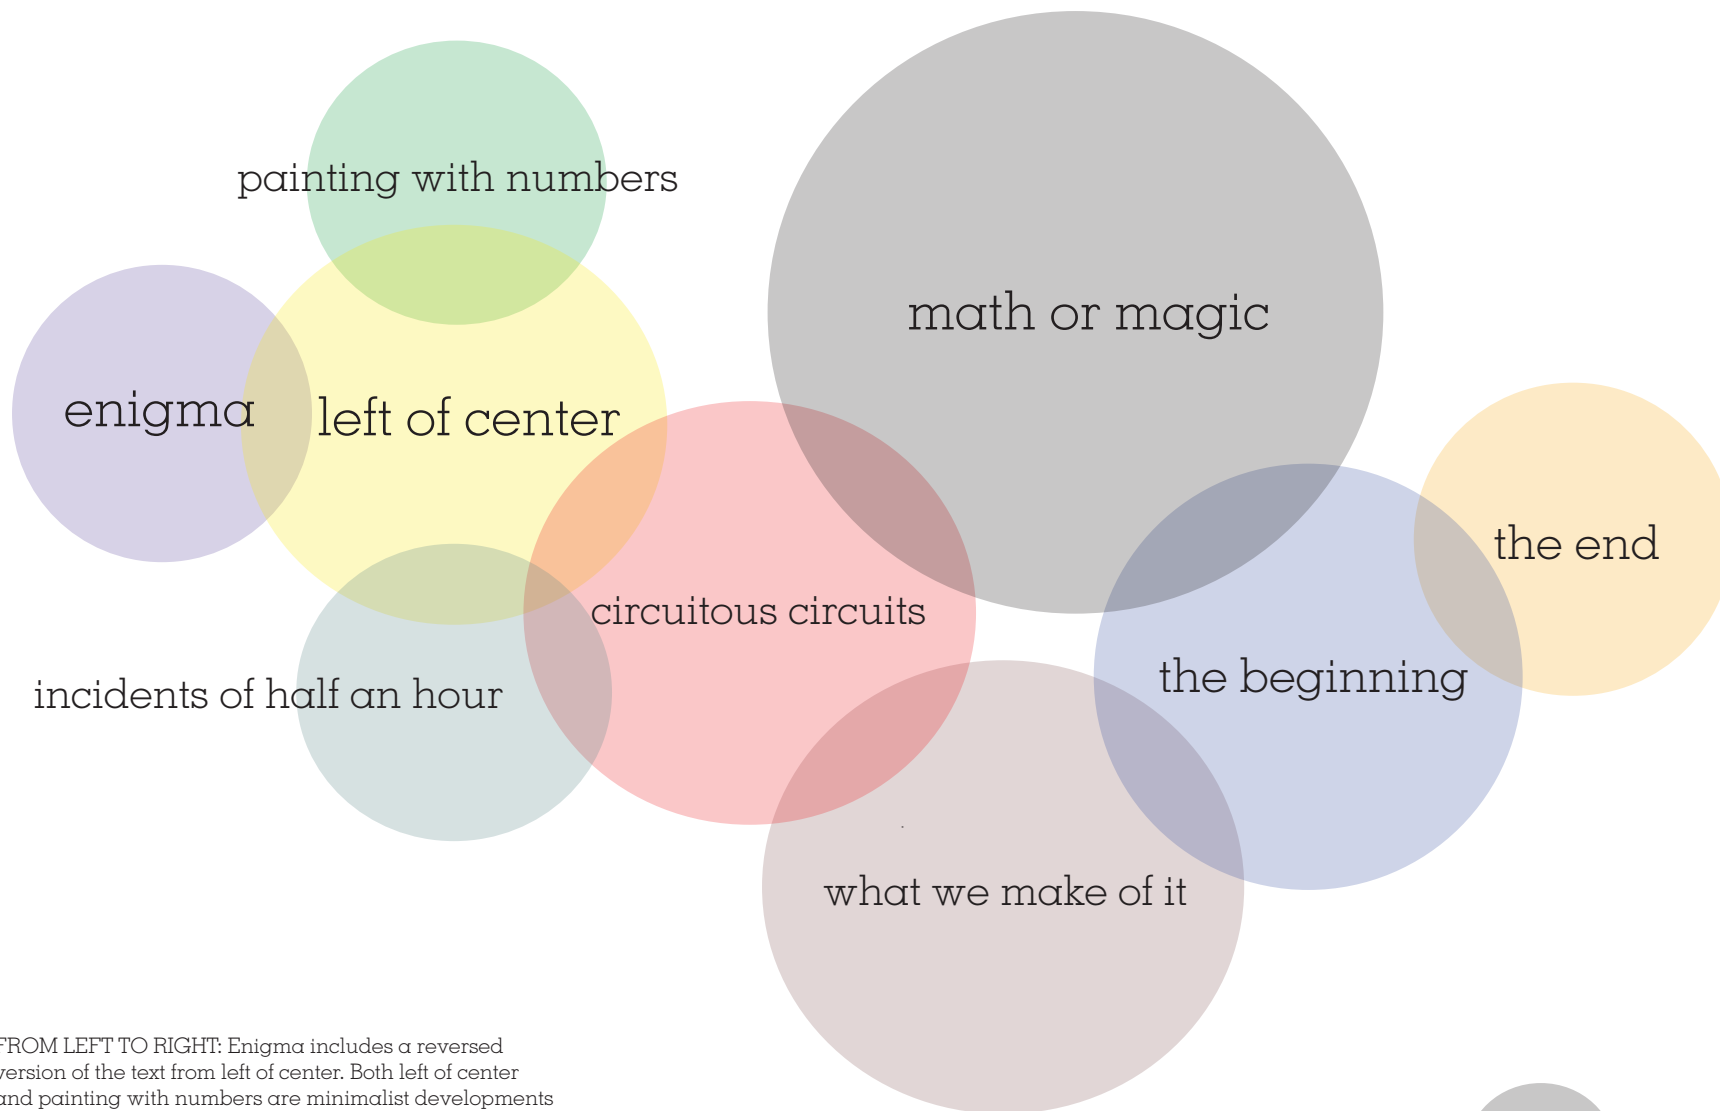 painting with numbers
math or magic
enigma
left of center
the end
circuitous circuits
the beginning
incidents of half an hour
what we make of it
FROM LEFT TO RIGHT: Enigma includes a reversed
version of the text from left of center. Both left of center
and painting with numbers are minimalist developments